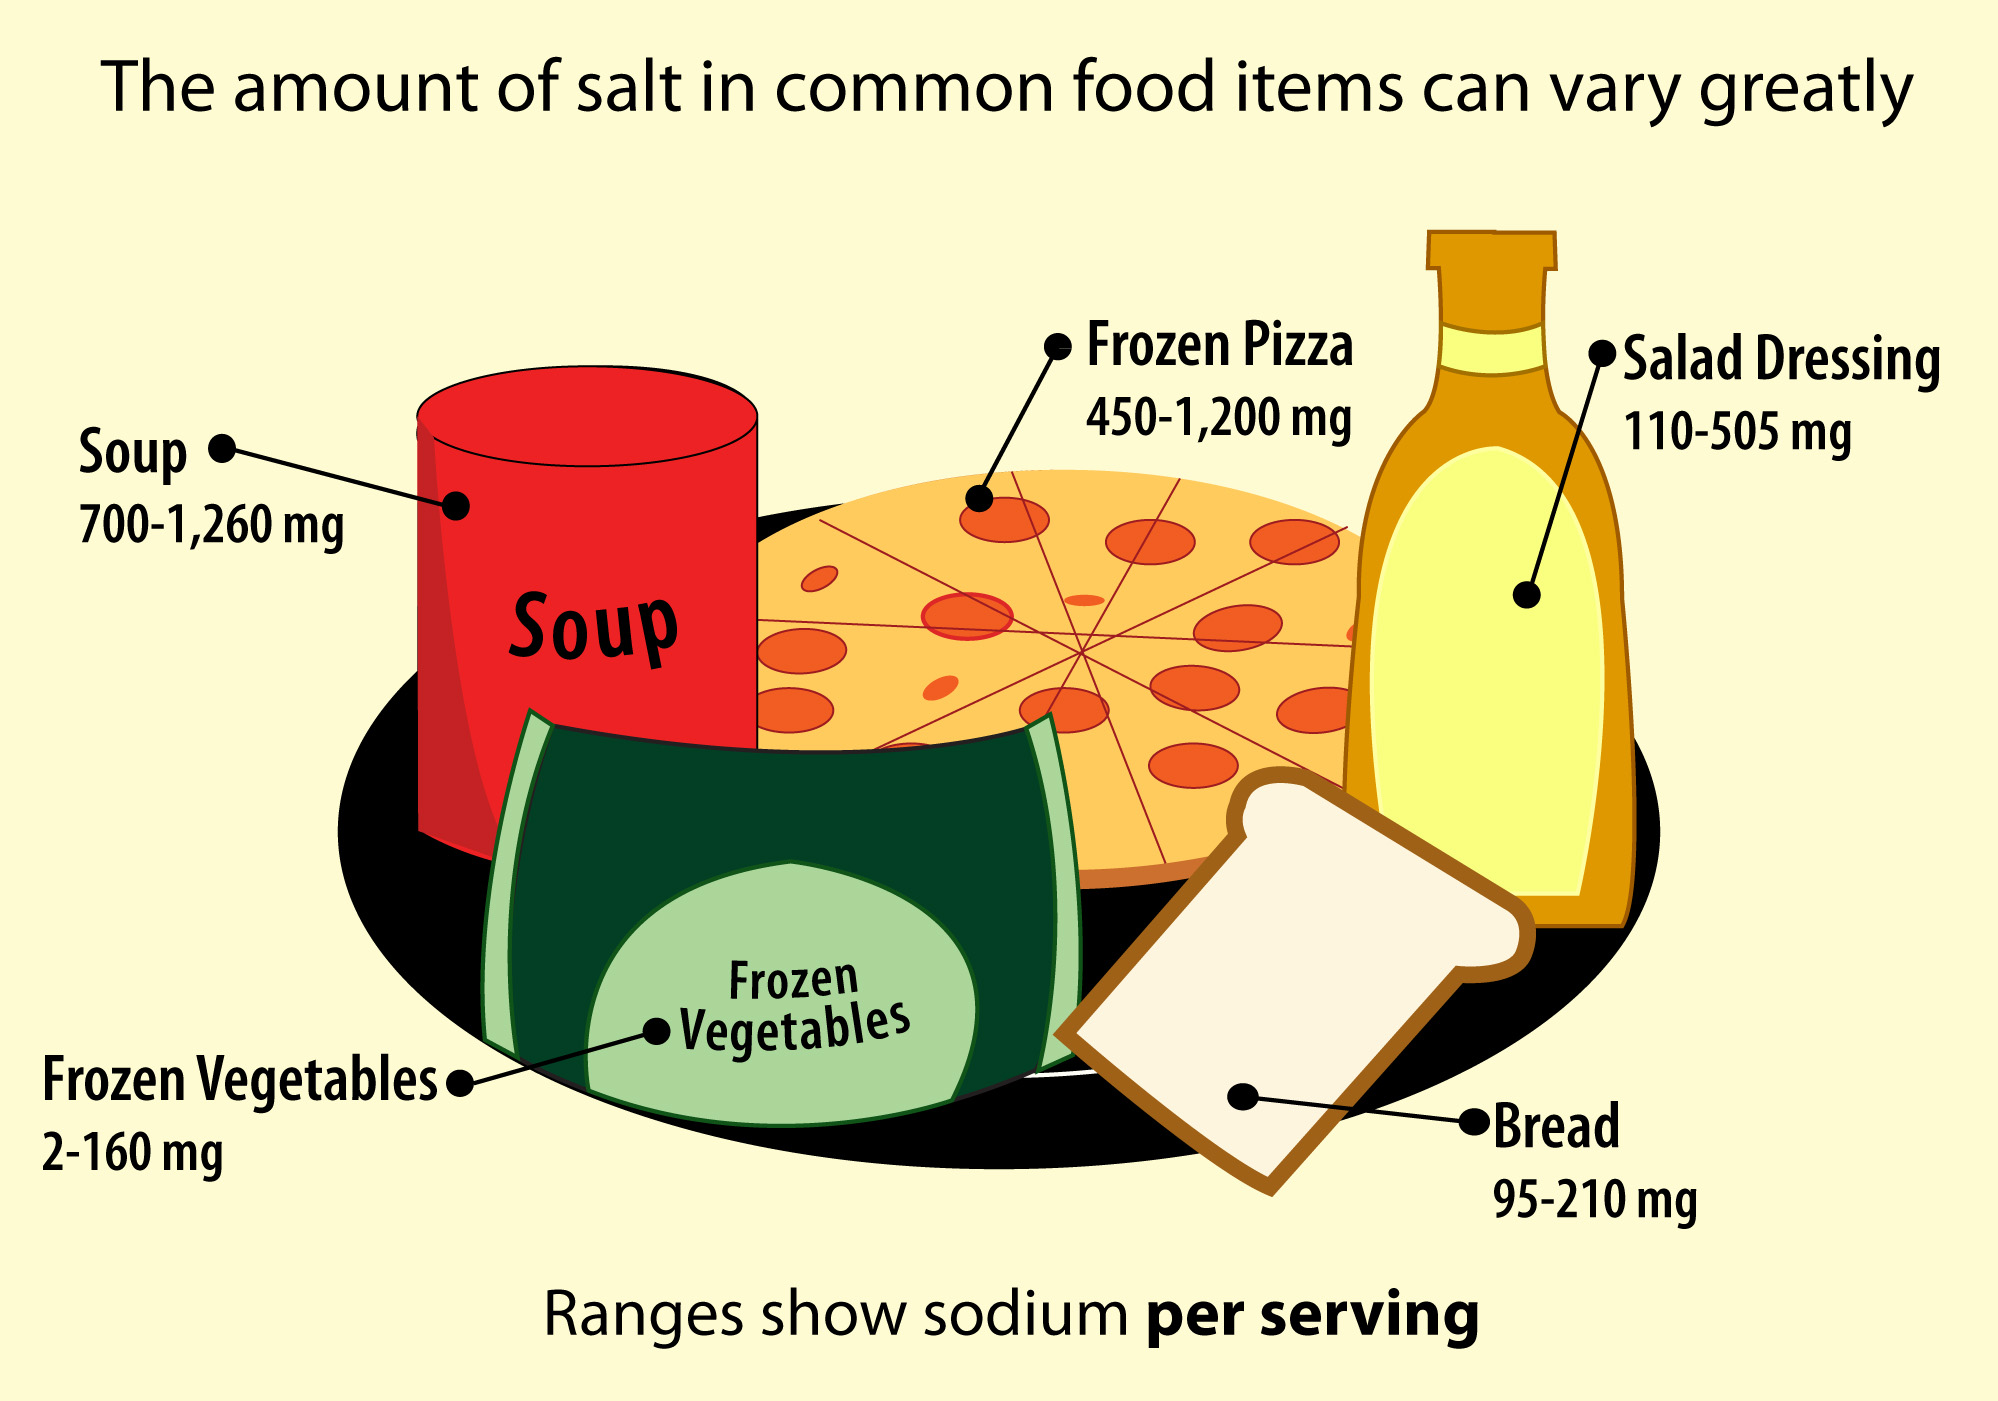 The amount of salt in common food items can vary greatly
Frozen Pizza
450-1,200 mg
Salad Dressing
110-505 mg
Soup
700-1,260 mg
Soup
Frozen
Vegetables
Frozen Vegetables
2-160 mg
Bread
95-210 mg
Ranges show sodium per serving